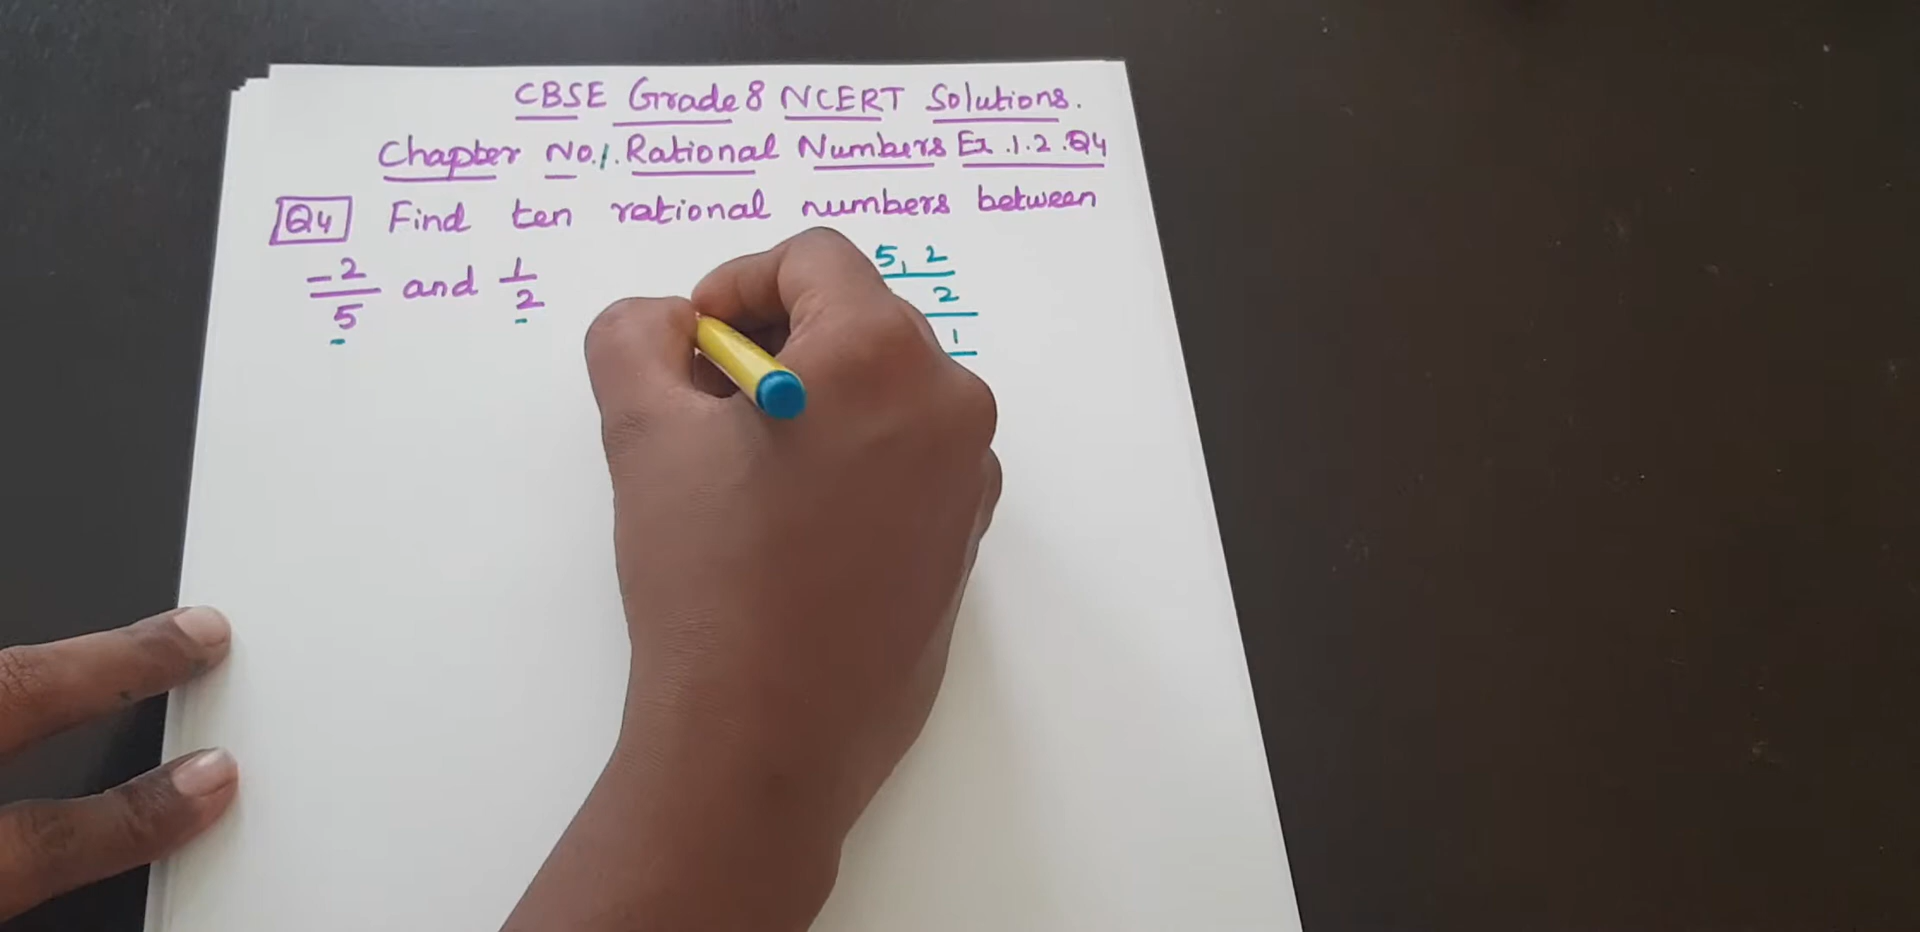 CBSE Grade 8 NCERT Solutions.
Chapter No.1. Rational Numbers Ex .1.2 .Q4
Q4 Find ten rational numbers between
-2/5 and 1/2
5, 2
2
1